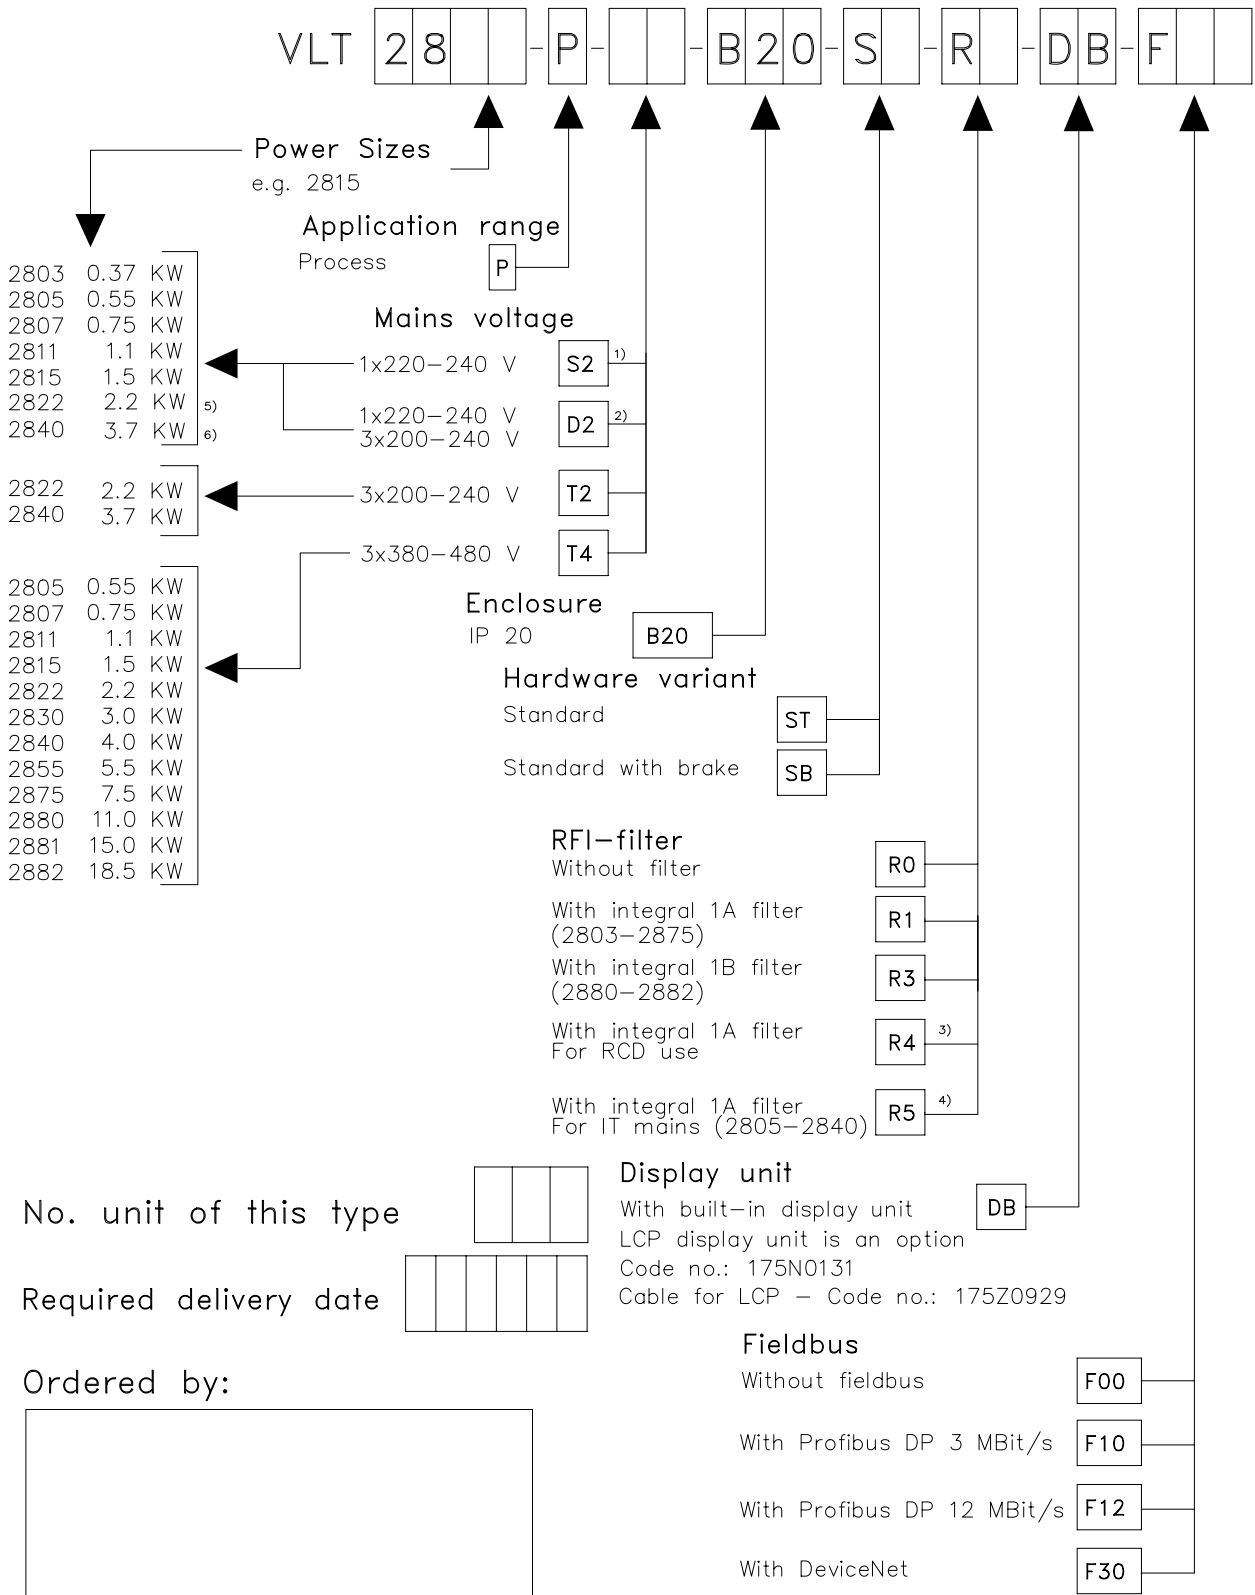 VLT 28 -P- -B20-S -R -DB-F
Power Sizes
e.g. 2815
Application range
Process P
2803 0.37 KW
2805 0.55 KW
2807 0.75 KW
2811 1.1 KW
2815 1.5 KW
2822 2.2 KW 5)
2840 3.7 KW 6)
Mains voltage
1x220-240 V S2 1)
1x220-240 V
3x200-240 V
D2 2)
2822 2.2 KW
2840 3.7 KW
3x200-240 V T2
3x380-480 V T4
2805 0.55 KW
2807 0.75 KW
2811 1.1 KW
2815 1.5 KW
2822 2.2 KW
2830 3.0 KW
2840 4.0 KW
2855 5.5 KW
2875 7.5 KW
2880 11.0 KW
2881 15.0 KW
2882 18.5 KW
Enclosure
IP 20 B20
Hardware variant
Standard ST
Standard with brake SB
RFI-filter
Without filter R0
With integral 1A filter
(2803-2875)
R1
With integral 1B filter
(2880-2882)
R3
With integral 1A filter
For RCD use
R4 3)
With integral 1A filter
For IT mains (2805-2840)
R5 4)
Display unit
With built-in display unit DB
LCP display unit is an option
Code no.: 175N0131
Cable for LCP - Code no.: 175Z0929
No. unit of this type
Required delivery date
Ordered by:
Fieldbus
Without fieldbus F00
With Profibus DP 3 MBit/s F10
With Profibus DP 12 MBit/s F12
With DeviceNet F30